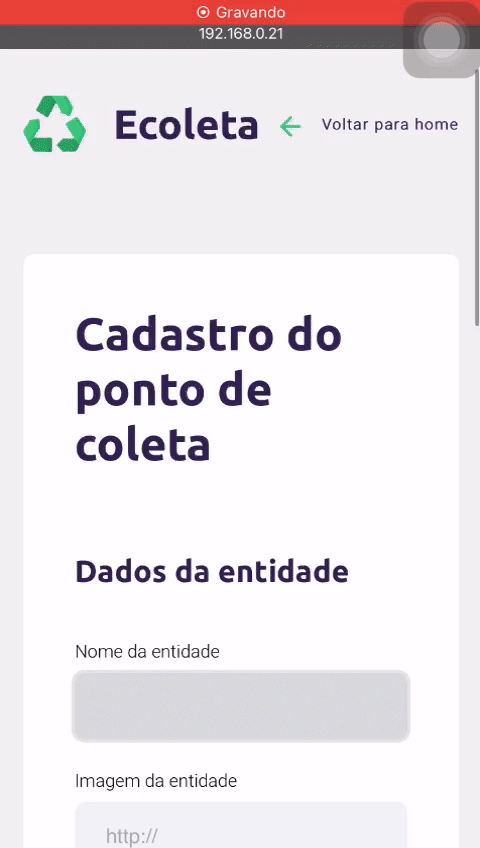 Gravando
192.168.0.21
Ecoleta
Voltar para home
Cadastro do
ponto de
coleta
Dados da entidade
Nome da entidade
Imagem da entidade
http://